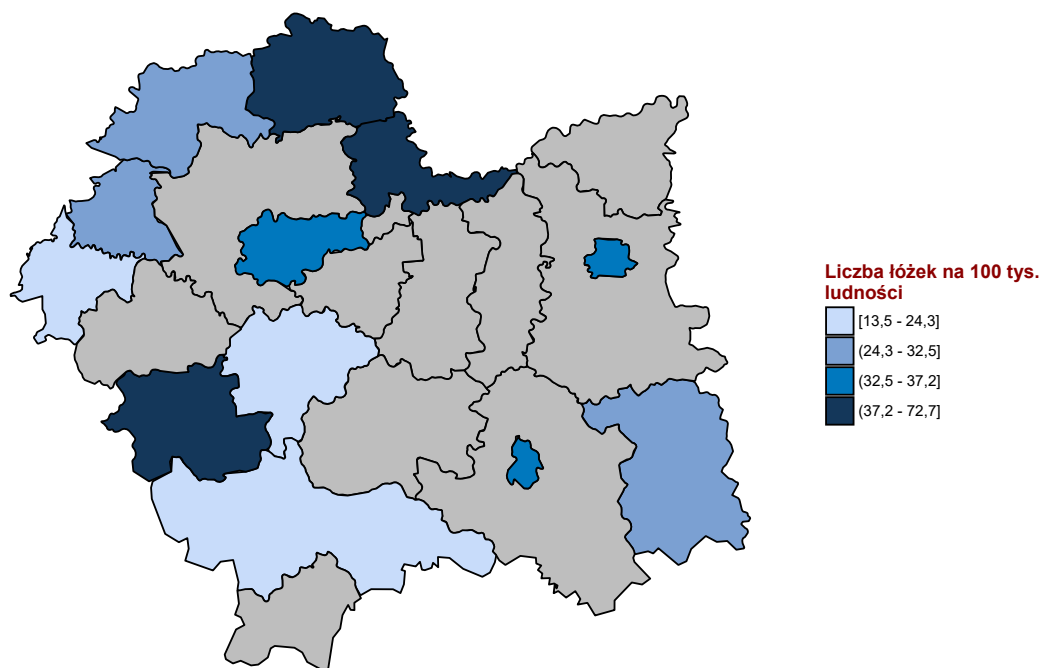 Liczba łóżek na 100 tys.
ludności
[13,5 - 24,3]
(24,3 - 32,5]
(32,5 - 37,2]
(37,2 - 72,7]